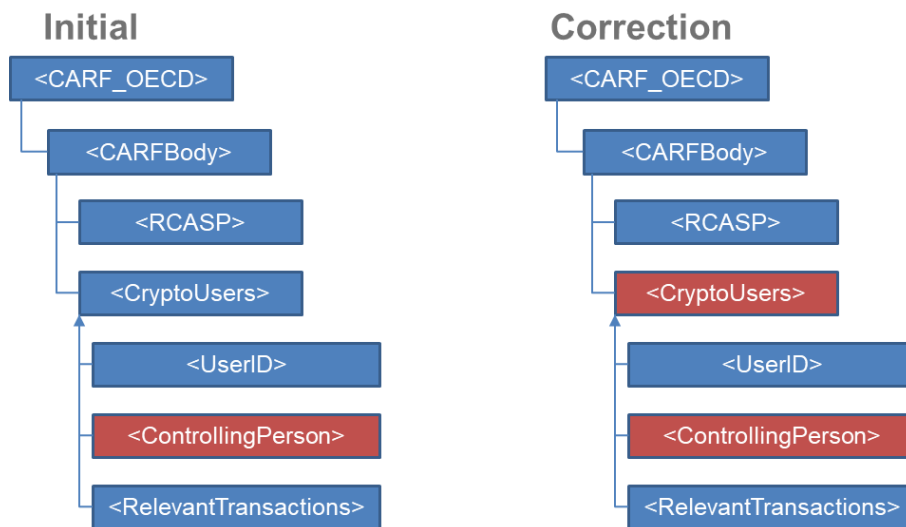 Initial
<CARF_OECD>
<CARFBody>
<RCASP>
<CryptoUsers>
<UserID>
<ControllingPerson>
<RelevantTransactions>
Correction
<CARF_OECD>
<CARFBody>
<RCASP>
<CryptoUsers>
<UserID>
<ControllingPerson>
<RelevantTransactions>